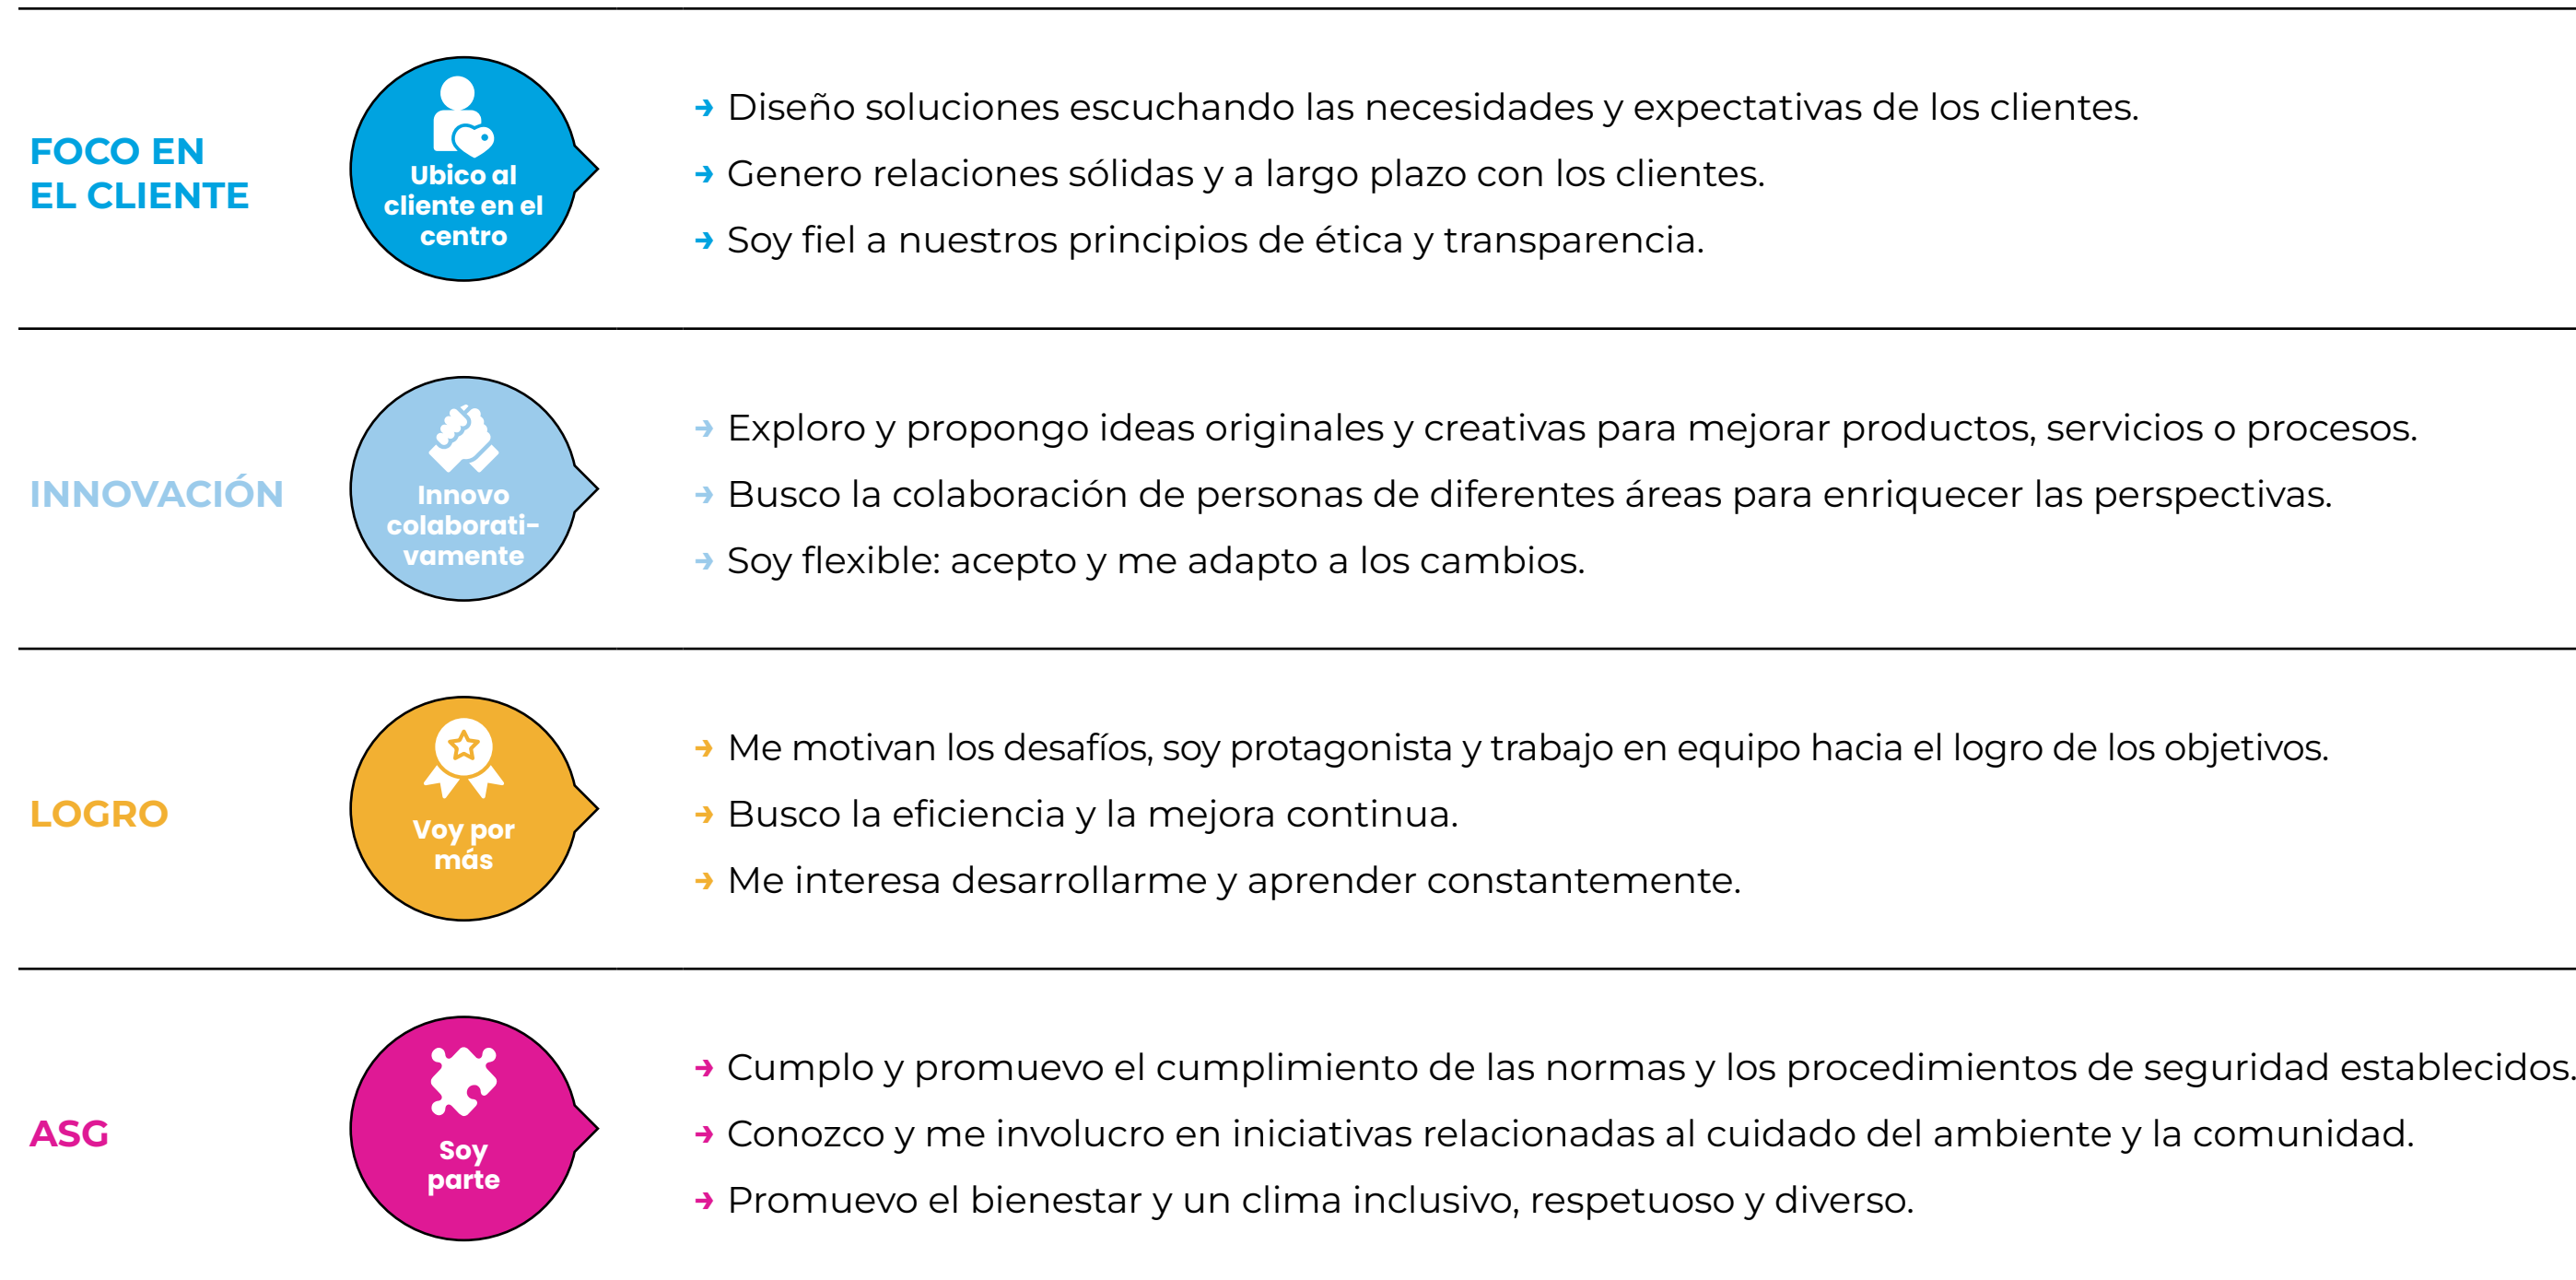 FOCO EN
EL CLIENTE
Ubico al
cliente en el
centro
→ Diseño soluciones escuchando las necesidades y expectativas de los clientes.
→ Genero relaciones sólidas y a largo plazo con los clientes.
→ Soy fiel a nuestros principios de ética y transparencia.
INNOVACIÓN
Innovo
colaborati-
vamente
→ Exploro y propongo ideas originales y creativas para mejorar productos, servicios o procesos.
→ Busco la colaboración de personas de diferentes áreas para enriquecer las perspectivas.
→ Soy flexible: acepto y me adapto a los cambios.
LOGRO
Voy por
más
→ Me motivan los desafíos, soy protagonista y trabajo en equipo hacia el logro de los objetivos.
→ Busco la eficiencia y la mejora continua.
→ Me interesa desarrollarme y aprender constantemente.
ASG
Soy
parte
→ Cumplo y promuevo el cumplimiento de las normas y los procedimientos de seguridad establecidos.
→ Conozco y me involucro en iniciativas relacionadas al cuidado del ambiente y la comunidad.
→ Promuevo el bienestar y un clima inclusivo, respetuoso y diverso.